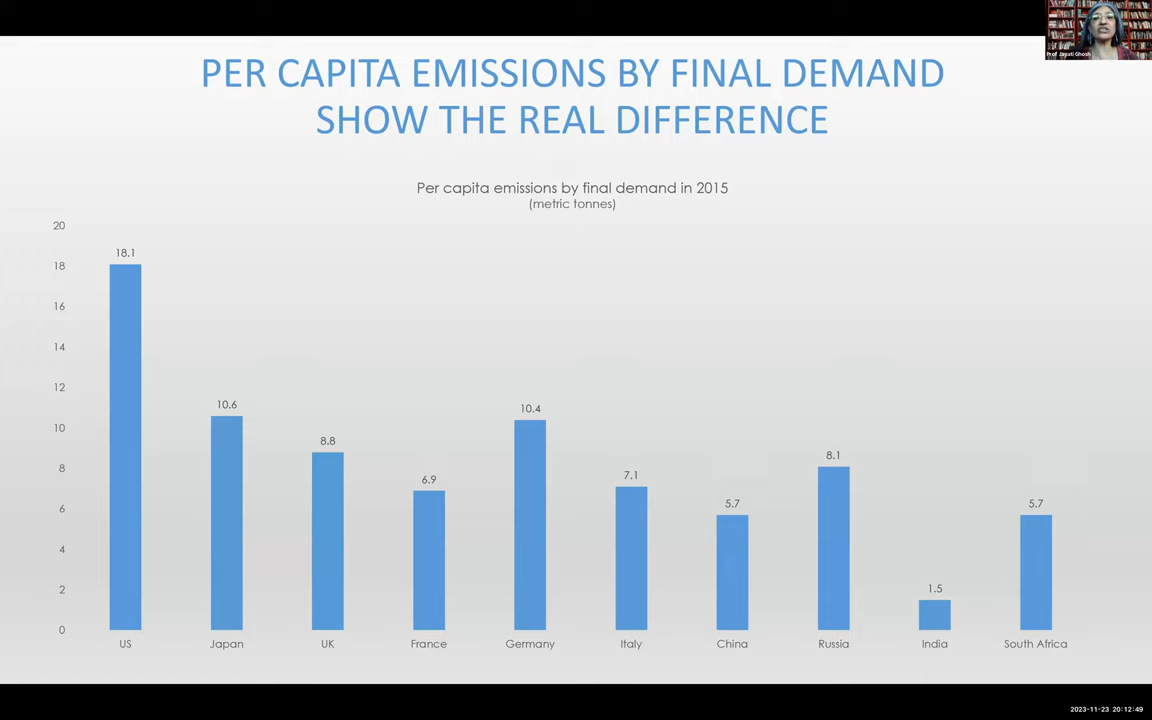 Prof Jayati Ghosh
PER CAPITA EMISSIONS BY FINAL DEMAND
SHOW THE REAL DIFFERENCE
Per capita emissions by final demand in 2015
(metric tonnes)
20
18
16
14
12
10
8
6
4
2
0
18.1
10.6
8.8
6.9
10.4
7.1
5.7
8.1
1.5
5.7
US
Japan
UK
France
Germany
Italy
China
Russia
India
South Africa
2023-11-23 20:12:49